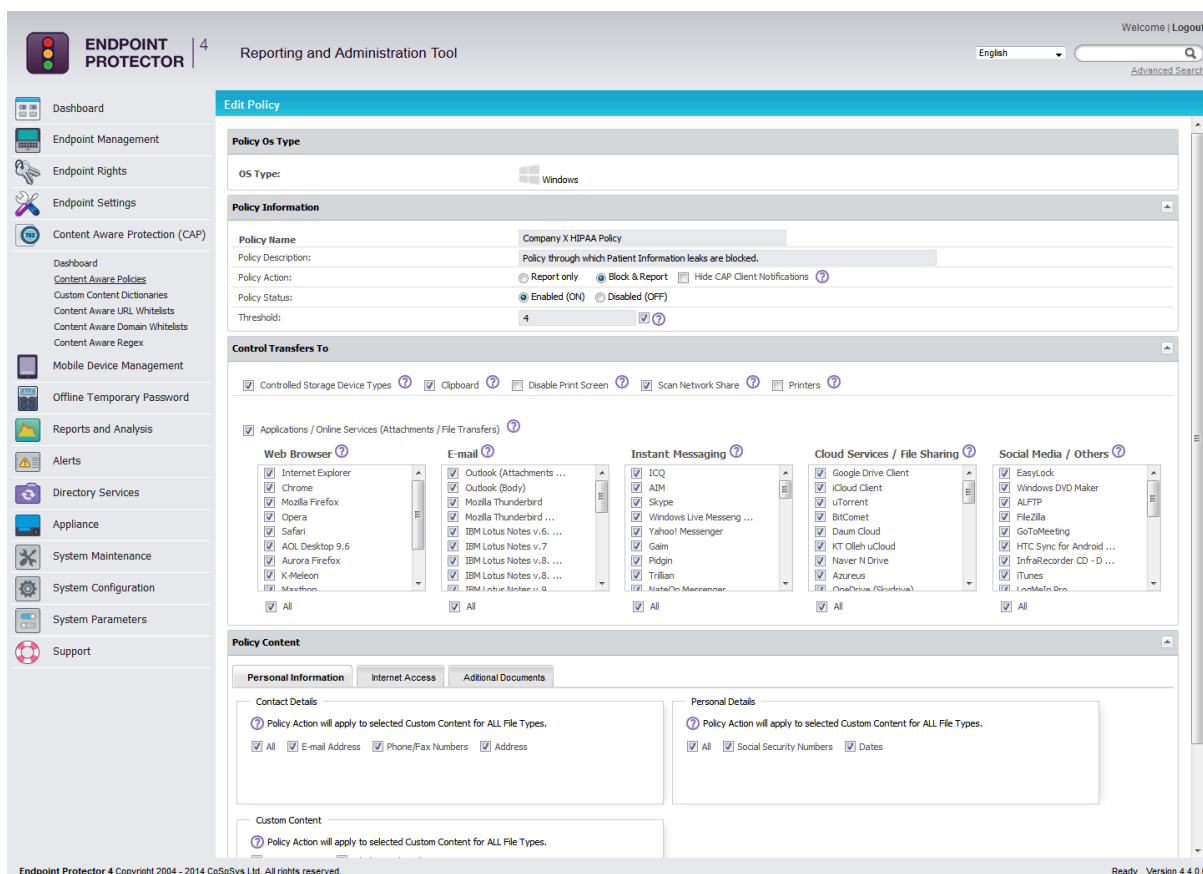 Welcome | Logout
ENDPOINT PROTECTOR 4
Reporting and Administration Tool
English
Advanced Search
Dashboard
Endpoint Management
Endpoint Rights
Endpoint Settings
Content Aware Protection (CAP)
Dashboard
Content Aware Policies
Custom Content Dictionaries
Content Aware URL Whitelists
Content Aware Domain Whitelists
Content Aware Regex
Mobile Device Management
Offline Temporary Password
Reports and Analysis
Alerts
Directory Services
Appliance
System Maintenance
System Configuration
System Parameters
Support
Edit Policy
Policy Os Type
OS Type: Windows
Policy Information
Policy Name Company X HIPAA Policy
Policy Description: Policy through which Patient Information leaks are blocked.
Policy Action: Report only Block & Report Hide CAP Client Notifications ?
Policy Status: Enabled (ON) Disabled (OFF)
Threshold: 4 ?
Control Transfers To
Controlled Storage Device Types ? Clipboard ? Disable Print Screen ? Scan Network Share ? Printers ?
Applications / Online Services (Attachments / File Transfers) ?
Web Browser ?
Internet Explorer
Chrome
Mozilla Firefox
Opera
Safari
AOL Desktop 9.6
Aurora Firefox
K-Meleon
Maxthon
All
E-mail ?
Outlook (Attachments ...
Outlook (Body)
Mozilla Thunderbird
Mozilla Thunderbird ...
IBM Lotus Notes v.6. ...
IBM Lotus Notes v.7
IBM Lotus Notes v.8. ...
IBM Lotus Notes v.8. ...
IBM Lotus Notes v.9
All
Instant Messaging ?
ICQ
AIM
Skype
Windows Live Messeng ...
Yahoo! Messenger
Gaim
Pidgin
Trillian
NateOn Messenger
All
Cloud Services / File Sharing ?
Google Drive Client
iCloud Client
uTorrent
BitComet
Daum Cloud
KT Olleh uCloud
Naver N Drive
Azureus
OneDrive (Skydrive)
All
Social Media / Others ?
EasyLock
Windows DVD Maker
ALFTP
FileZilla
GoToMeeting
HTC Sync for Android ...
InfraRecorder CD - D ...
iTunes
LogMeIn Pro
All
Policy Content
Personal Information Internet Access Aditional Documents
Contact Details
? Policy Action will apply to selected Custom Content for ALL File Types.
All E-mail Address Phone/Fax Numbers Address
Personal Details
? Policy Action will apply to selected Custom Content for ALL File Types.
All Social Security Numbers Dates
Custom Content
? Policy Action will apply to selected Custom Content for ALL File Types.
Endpoint Protector 4 Copyright 2004 - 2014 CoSoSys Ltd. All rights reserved.
Ready Version 4.4.0